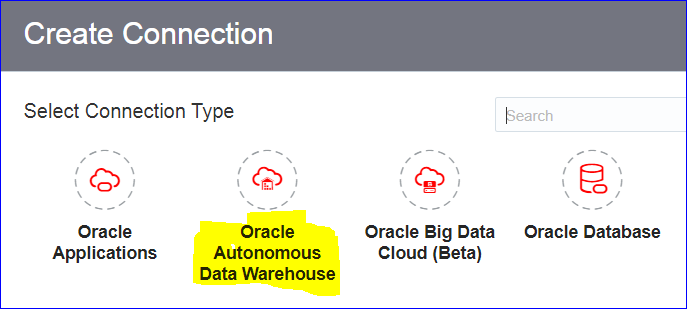 Create Connection
Select Connection Type
Search
Oracle
Applications
Oracle
Autonomous
Data Warehouse
Oracle Big Data
Cloud (Beta)
Oracle Database